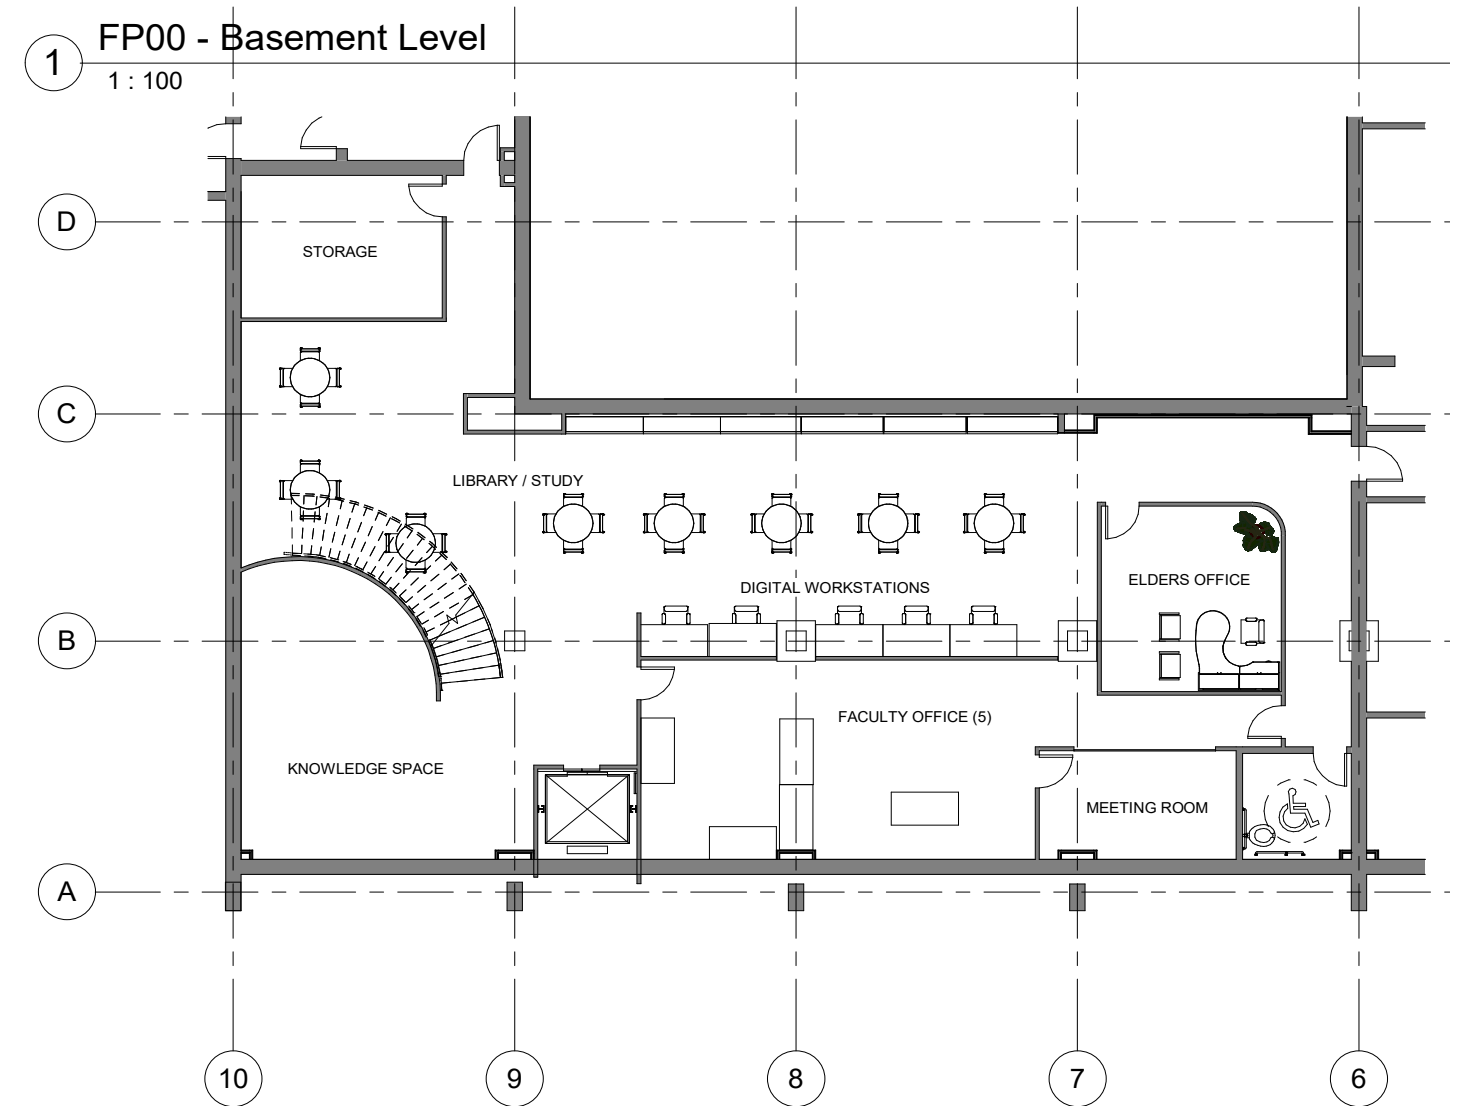 FP00 - Basement Level
1
1 : 100
D
STORAGE
C
LIBRARY / STUDY
ELDERS OFFICE
DIGITAL WORKSTATIONS
B
FACULTY OFFICE (5)
KNOWLEDGE SPACE
MEETING ROOM
A
10
9
8
7
6